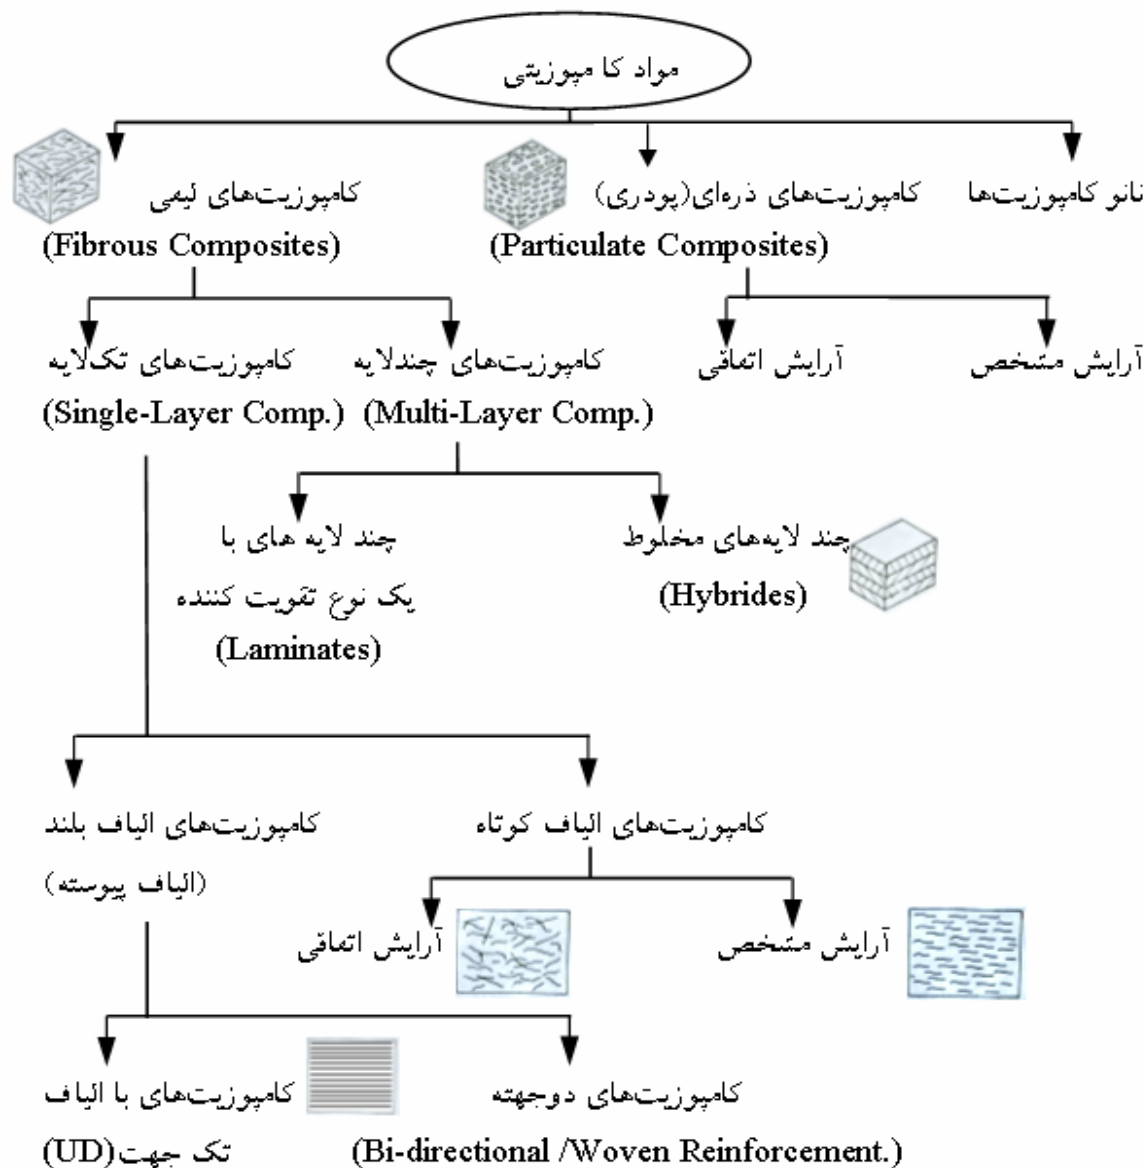 مواد کا مپوزیتی
نانو کامپوزیت‌ها
کامپوزیت‌های ذره‌ای(پودری)
(Particulate Composites)
کامپوزیت‌های لیفی
(Fibrous Composites)
آرایش مشخص
آرایش اتفاقی
کامپوزیت‌های چندلایه
(Multi-Layer Comp.)
کامپوزیت‌های تک‌لایه
(Single-Layer Comp.)
چند لایه‌های مخلوط
(Hybrides)
چند لایه های با
یک نوع تقویت کننده
(Laminates)
کامپوزیت‌های الیاف کوتاه
کامپوزیت‌های الیاف بلند
(الیاف پیوسته)
آرایش مشخص
آرایش اتفاقی
کامپوزیت‌های دوجهته
(Bi-directional /Woven Reinforcement.)
کامپوزیت‌های با الیاف
تک جهت(UD)